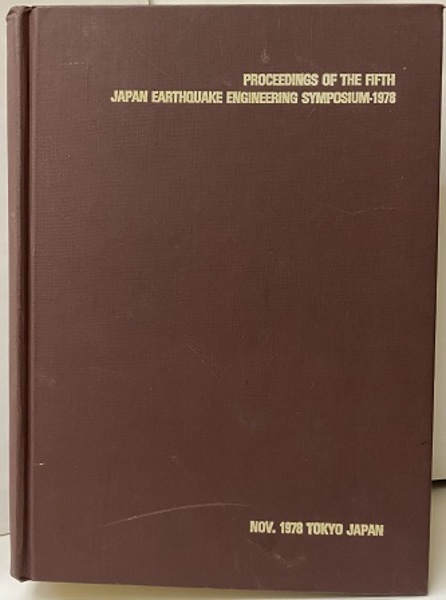 PROCEEDINGS OF THE FIFTH
JAPAN EARTHQUAKE ENGINEERING SYMPOSIUM-1978
NOV. 1978 TOKYO JAPAN